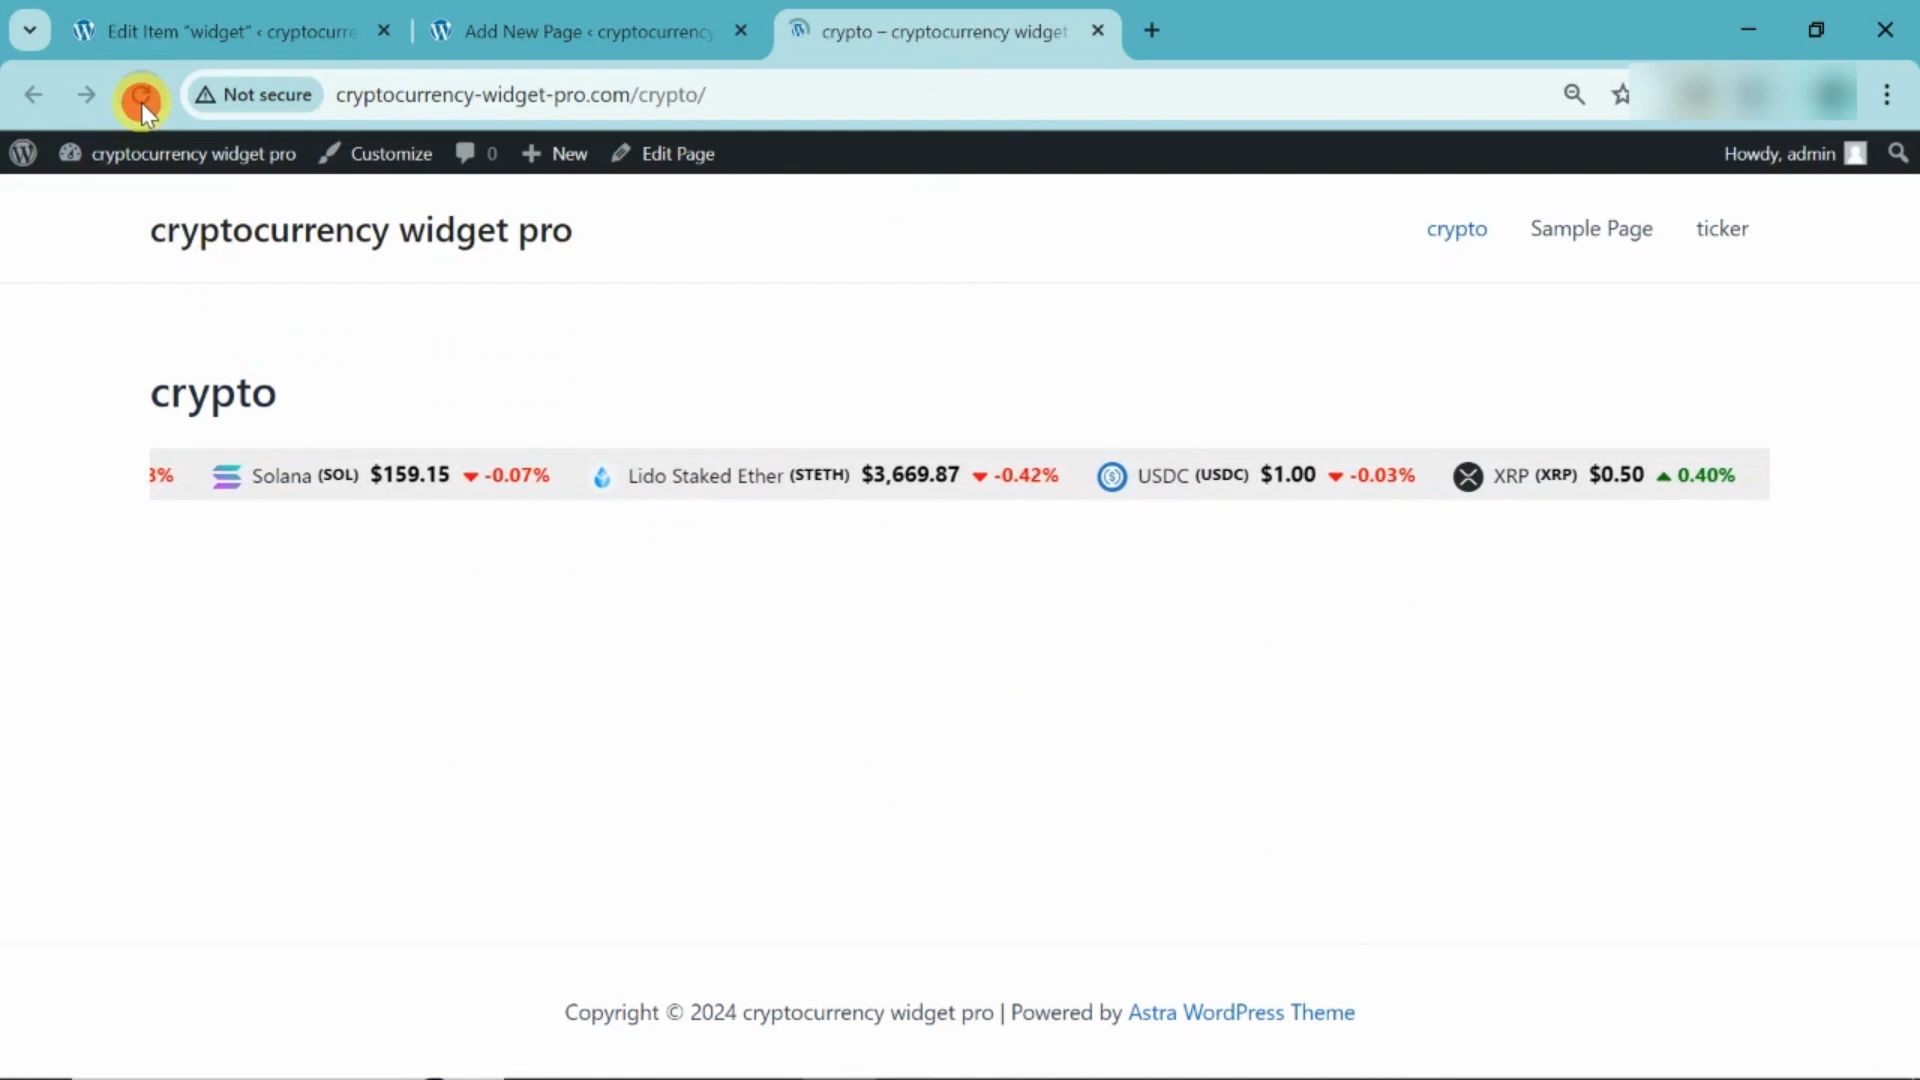 Edit Item "widget" ‹ cryptocurre
Add New Page ‹ cryptocurrency
crypto – cryptocurrency widget
Not secure
cryptocurrency-widget-pro.com/crypto/
cryptocurrency widget pro
Customize
0
New
Edit Page
Howdy, admin
cryptocurrency widget pro
crypto
Sample Page
ticker
crypto
3% Solana (SOL) $159.15 -0.07% Lido Staked Ether (STETH) $3,669.87 -0.42% USDC (USDC) $1.00 -0.03% XRP (XRP) $0.50 0.40%
Copyright © 2024 cryptocurrency widget pro | Powered by Astra WordPress Theme